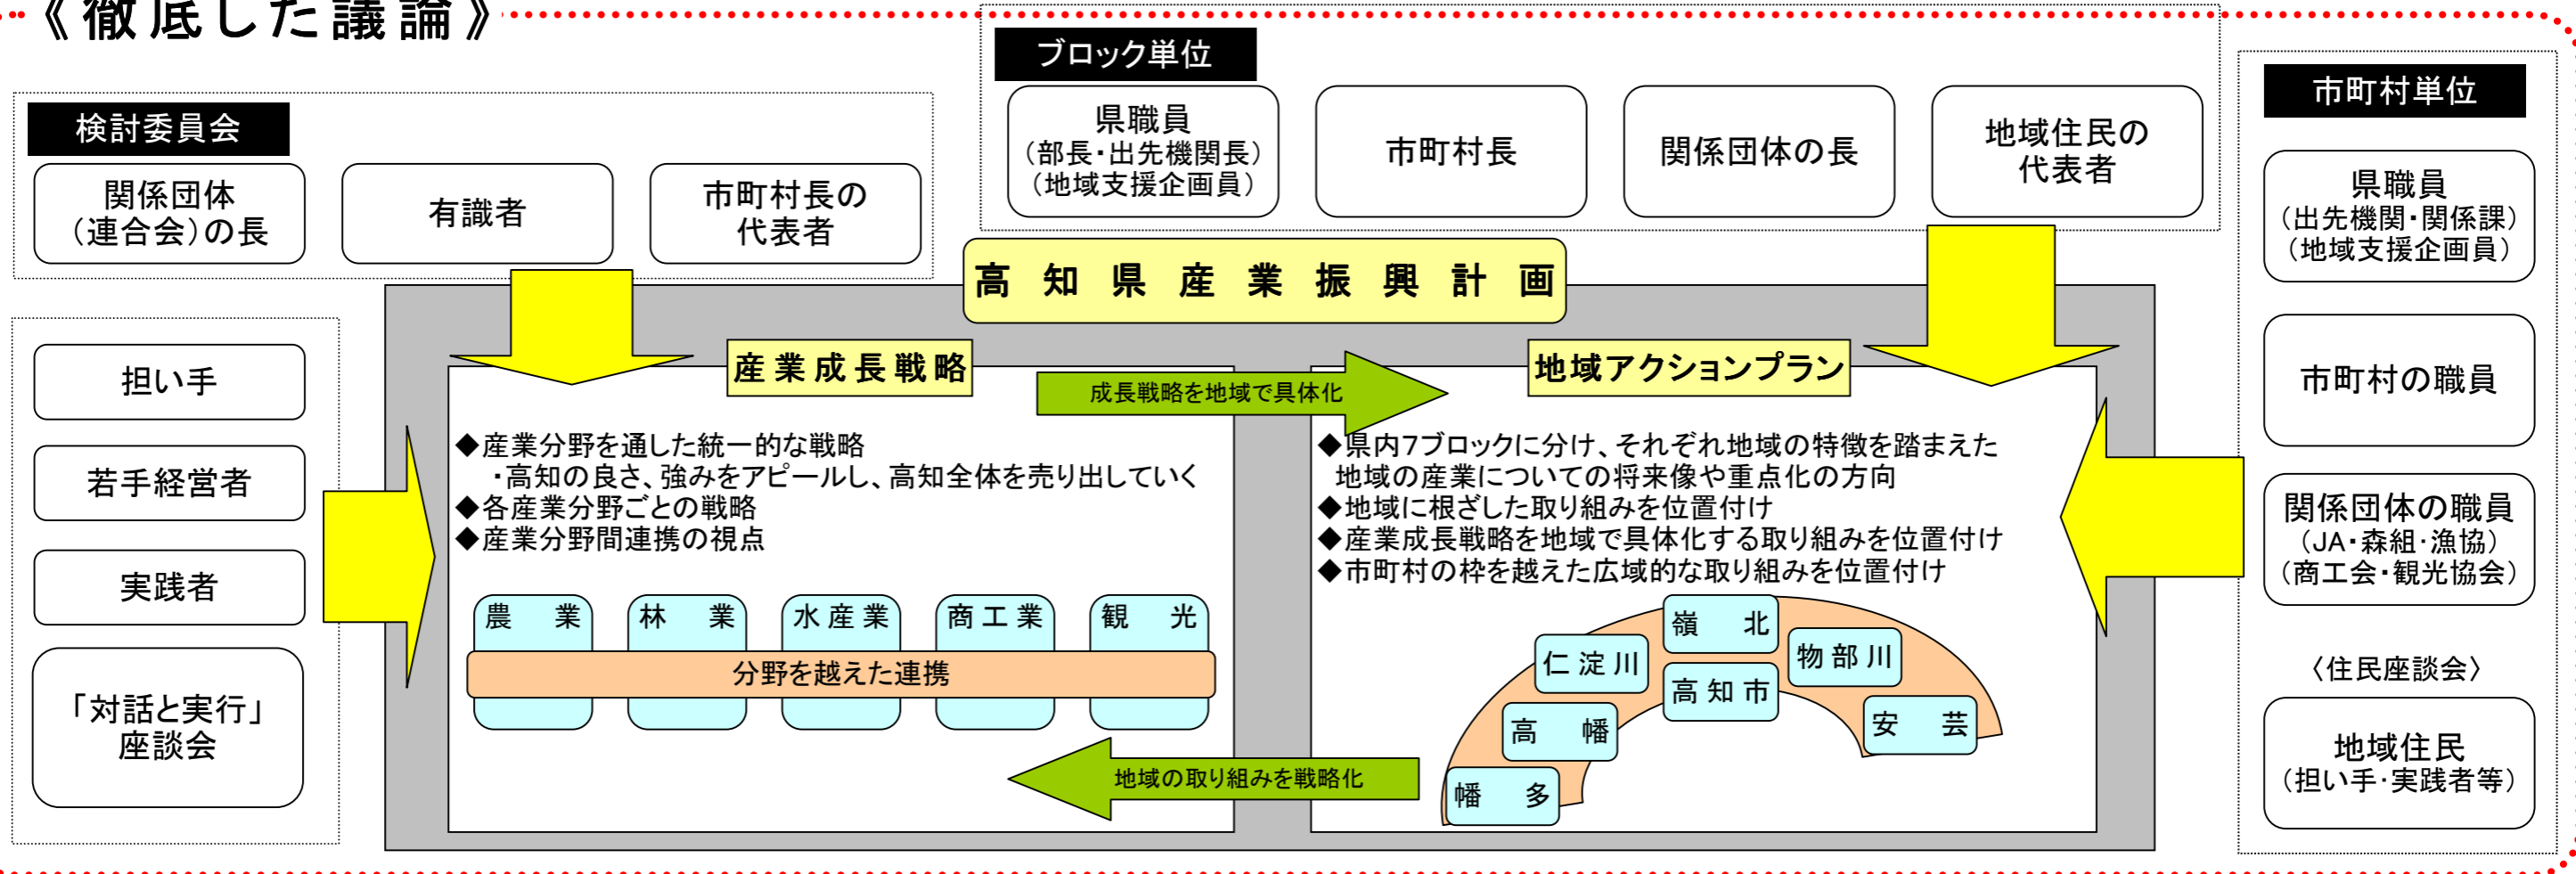 《徹底した議論》
検討委員会
関係団体
(連合会)の長
有識者
市町村長の
代表者
ブロック単位
県職員
(部長・出先機関長)
(地域支援企画員)
市町村長
関係団体の長
地域住民の
代表者
市町村単位
県職員
(出先機関・関係課)
(地域支援企画員)
市町村の職員
関係団体の職員
(JA・森組・漁協)
(商工会・観光協会)
〈住民座談会〉
地域住民
(担い手・実践者等)
担い手
若手経営者
実践者
「対話と実行」
座談会
高知県産業振興計画
産業成長戦略
◆産業分野を通した統一的な戦略
・高知の良さ、強みをアピールし、高知全体を売り出していく
◆各産業分野ごとの戦略
◆産業分野間連携の視点
農業
林業
水産業
商工業
観光
分野を越えた連携
成長戦略を地域で具体化
地域の取り組みを戦略化
地域アクションプラン
◆県内7ブロックに分け、それぞれ地域の特徴を踏まえた
地域の産業についての将来像や重点化の方向
◆地域に根ざした取り組みを位置付け
◆産業成長戦略を地域で具体化する取り組みを位置付け
◆市町村の枠を越えた広域的な取り組みを位置付け
嶺北
仁淀川
物部川
高知市
高幡
安芸
幡多